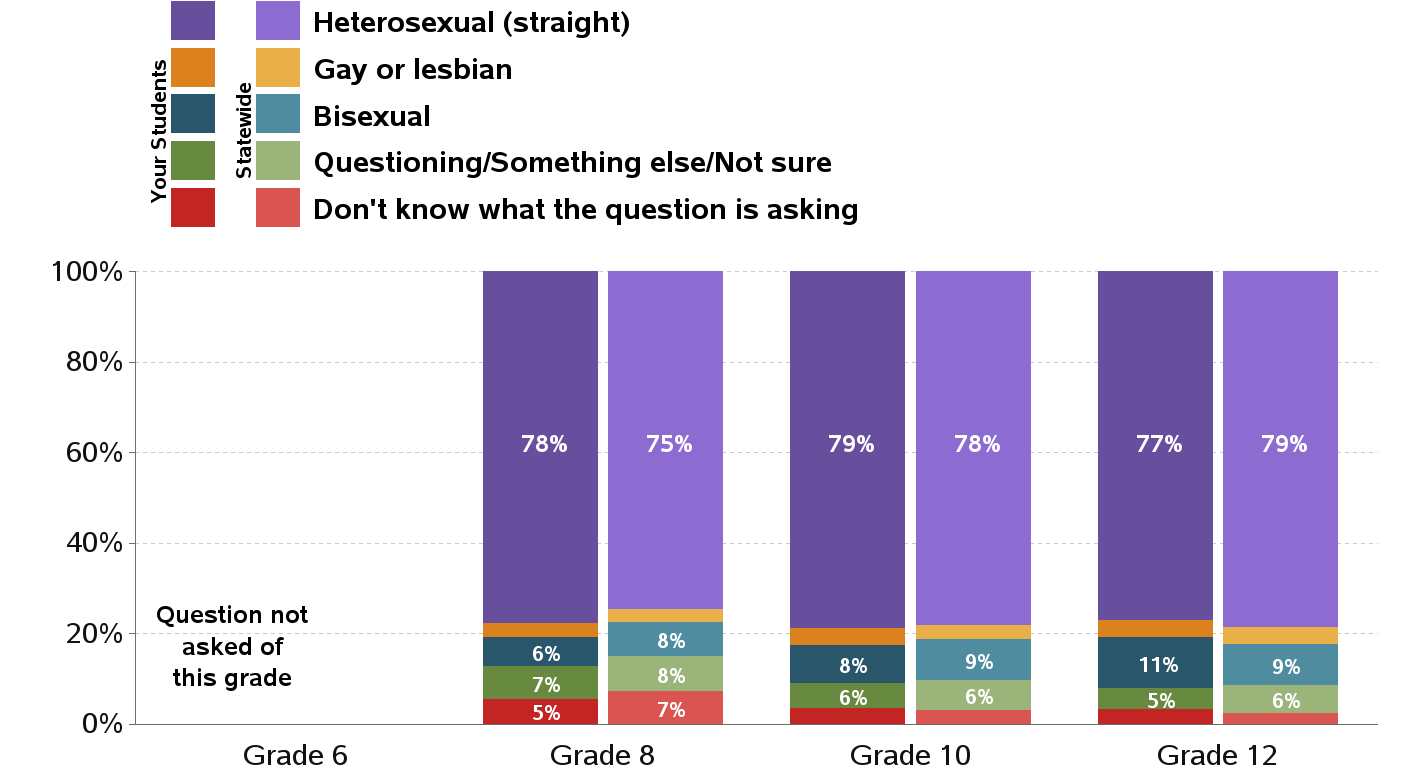 Your Students
Statewide
Heterosexual (straight)
Gay or lesbian
Bisexual
Questioning/Something else/Not sure
Don't know what the question is asking
100%
80%
60%
40%
20%
0%
Question not
asked of
this grade
78%
6%
7%
5%
75%
8%
8%
7%
79%
8%
6%
78%
9%
6%
77%
11%
5%
79%
9%
6%
Grade 6
Grade 8
Grade 10
Grade 12